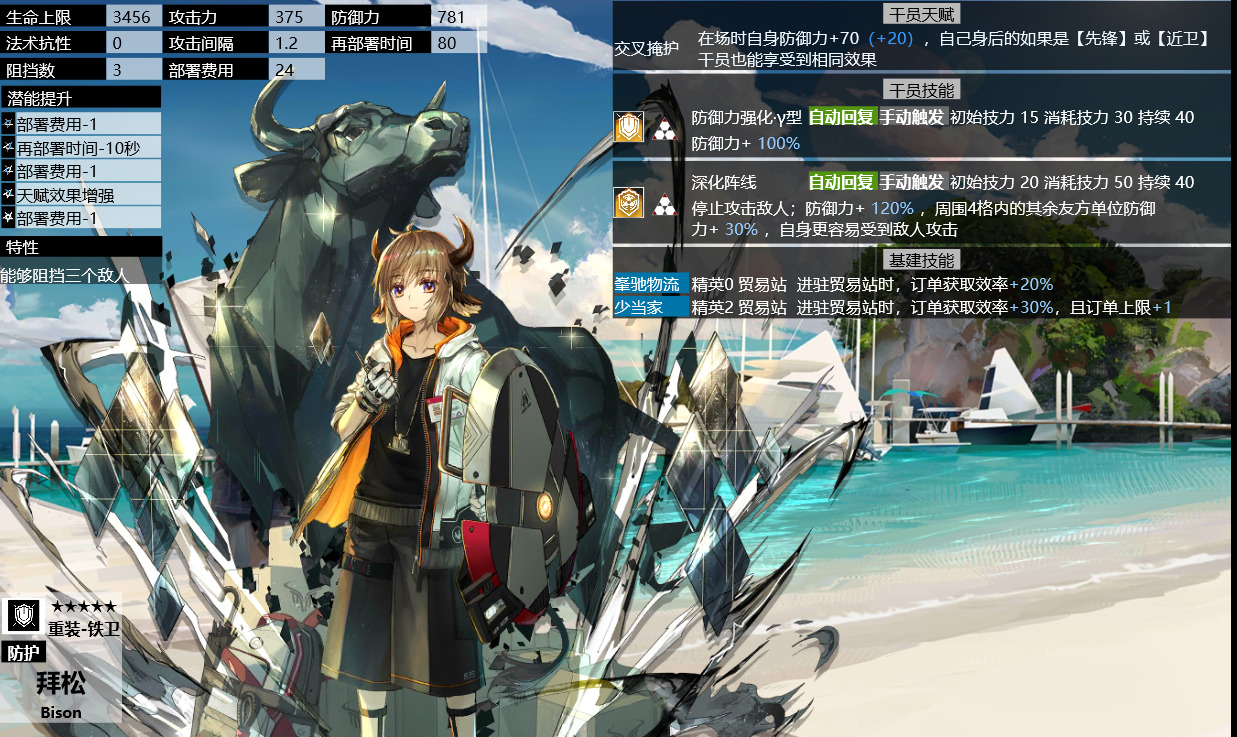 生命上限 3456 攻击力 375 防御力 781
法术抗性 0 攻击间隔 1.2 再部署时间 80
阻挡数 3 部署费用 24
潜能提升
部署费用-1
再部署时间-10秒
部署费用-1
天赋效果增强
部署费用-1
特性
能够阻挡三个敌人
干员天赋
交叉掩护 在场时自身防御力+70（+20），自己身后的如果是【先锋】或【近卫】
干员也能享受到相同效果
干员技能
防御力强化·γ型 自动回复 手动触发 初始技力 15 消耗技力 30 持续 40
防御力+ 100%
深化阵线 自动回复 手动触发 初始技力 20 消耗技力 50 持续 40
停止攻击敌人；防御力+ 120% ，周围4格内的其余友方单位防御
力+ 30% ，自身更容易受到敌人攻击
基建技能
峯驰物流 精英0 贸易站 进驻贸易站时，订单获取效率+20%
少当家 精英2 贸易站 进驻贸易站时，订单获取效率+30%，且订单上限+1
★★★★★
重装-铁卫
防护
拜松
Bison